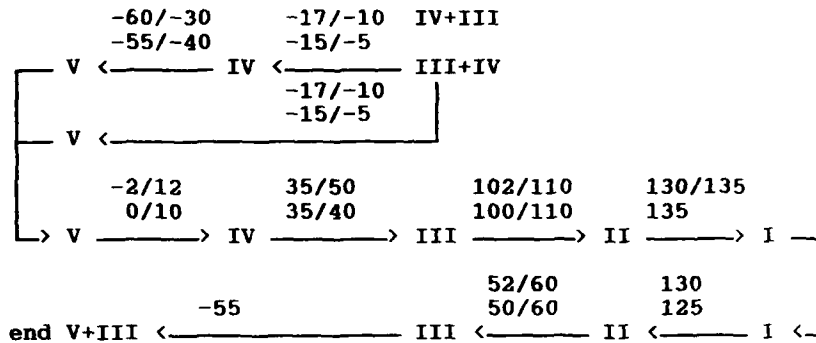 -60/-30 -17/-10 IV+III
-55/-40 -15/-5
V <———— IV <———— III+IV
-17/-10
-15/-5
V <————
-2/12 35/50 102/110 130/135
0/10 35/40 100/110 135
> V ————> IV ————> III ————> II ————> I
52/60 130
-55 50/60 125
end V+III <———— III <———— II <———— I <